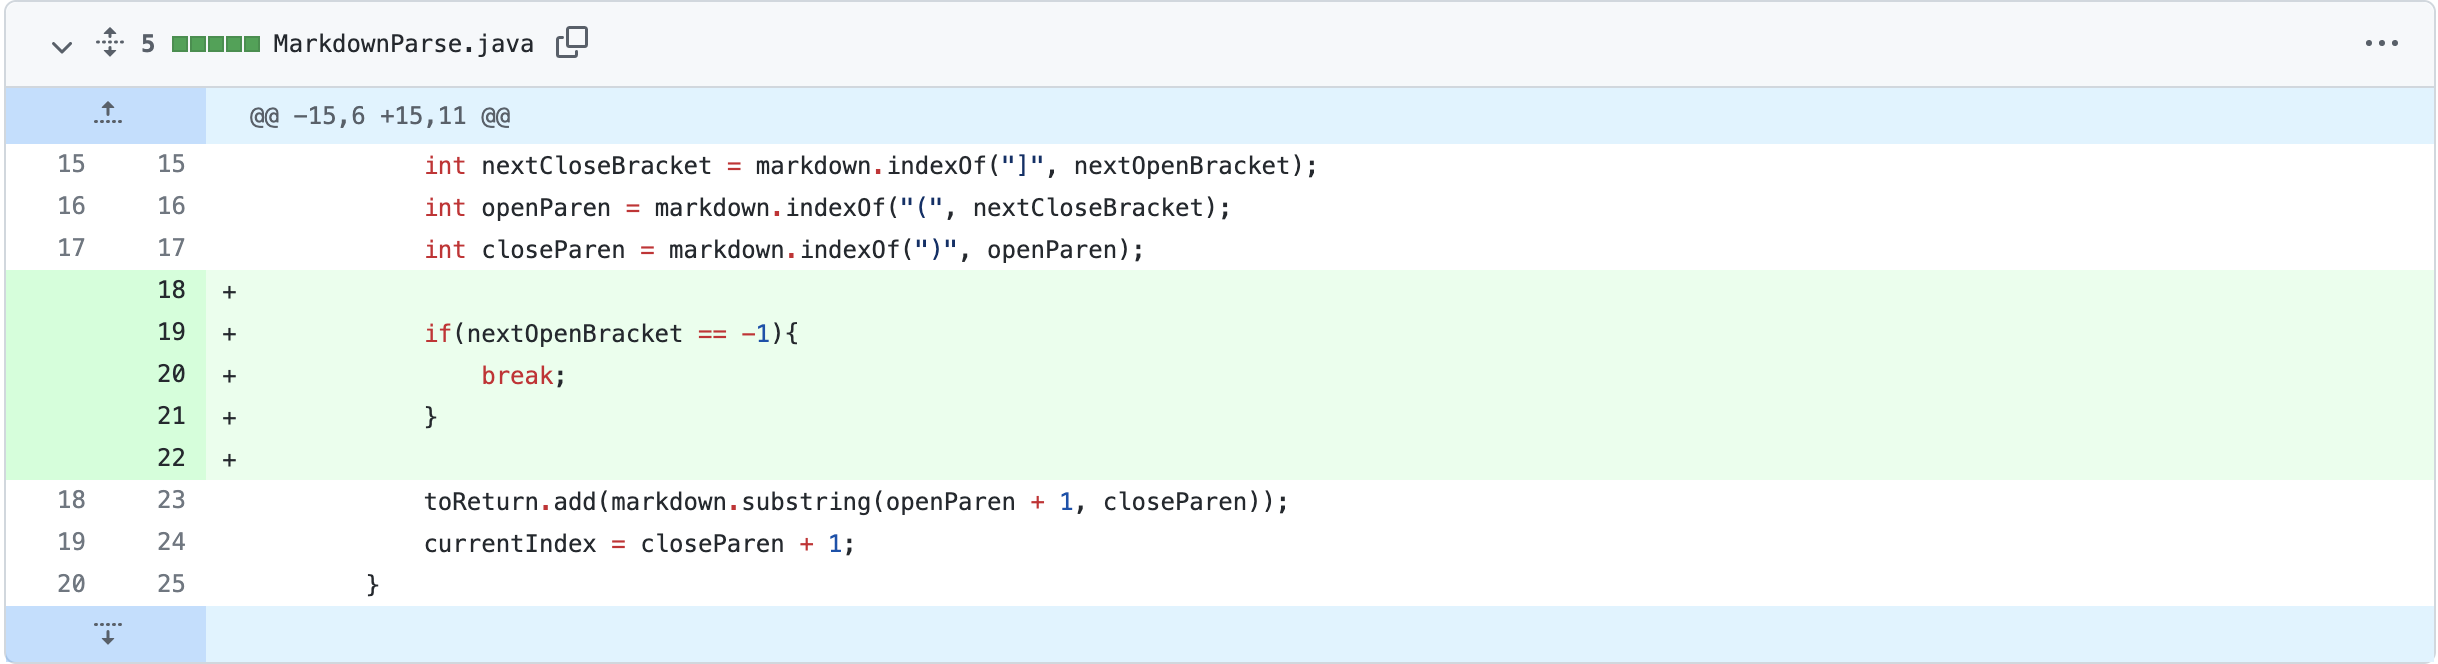 5 MarkdownParse.java
@@ -15,6 +15,11 @@
15 15 int nextCloseBracket = markdown.indexOf("]", nextOpenBracket);
16 16 int openParen = markdown.indexOf("(", nextCloseBracket);
17 17 int closeParen = markdown.indexOf(")", openParen);
18 +
19 + if(nextOpenBracket == -1){
20 + break;
21 + }
22 +
18 23 toReturn.add(markdown.substring(openParen + 1, closeParen));
19 24 currentIndex = closeParen + 1;
20 25 }